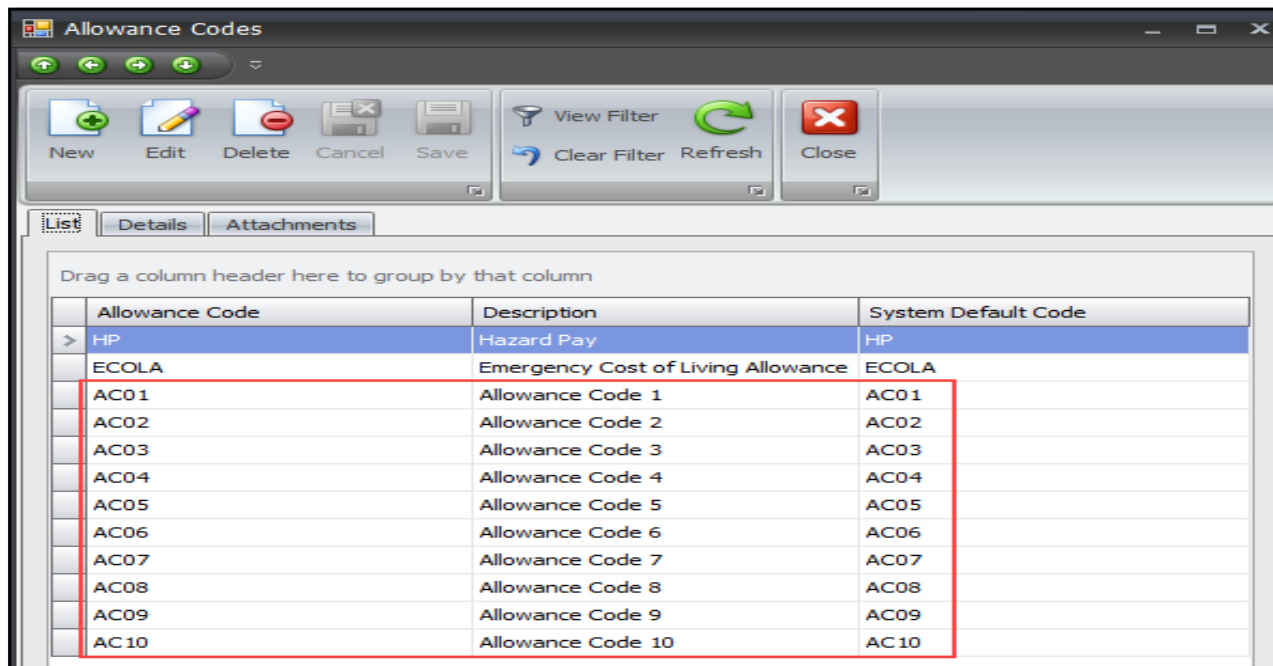 Allowance Codes
View Filter
New Edit Delete Cancel Save Clear Filter Refresh Close
List Details Attachments
Drag a column header here to group by that column
Allowance Code Description System Default Code
HP Hazard Pay HP
ECOLA Emergency Cost of Living Allowance ECOLA
AC01 Allowance Code 1 AC01
AC02 Allowance Code 2 AC02
AC03 Allowance Code 3 AC03
AC04 Allowance Code 4 AC04
AC05 Allowance Code 5 AC05
AC06 Allowance Code 6 AC06
AC07 Allowance Code 7 AC07
AC08 Allowance Code 8 AC08
AC09 Allowance Code 9 AC09
AC10 Allowance Code 10 AC10